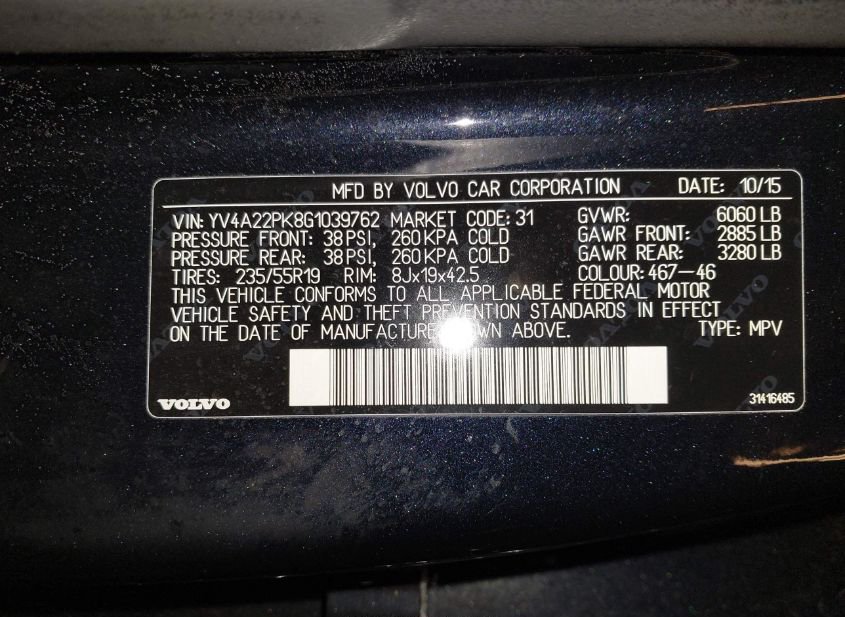 MFD BY VOLVO CAR CORPORATION DATE: 10/15
VIN: YV4A22PK8G1039762 MARKET CODE: 31 GVWR: 6060 LB
PRESSURE FRONT: 38 PSI, 260 KPA COLD GAWR FRONT: 2885 LB
PRESSURE REAR: 38 PSI, 260 KPA COLD GAWR REAR: 3280 LB
TIRES: 235/55R19 RIM: 8Jx19x42.5 COLOUR: 467-46
THIS VEHICLE CONFORMS TO ALL APPLICABLE FEDERAL MOTOR
VEHICLE SAFETY AND THEFT PREVENTION STANDARDS IN EFFECT
ON THE DATE OF MANUFACTURE ABOVE. TYPE: MPV
VOLVO 31416485